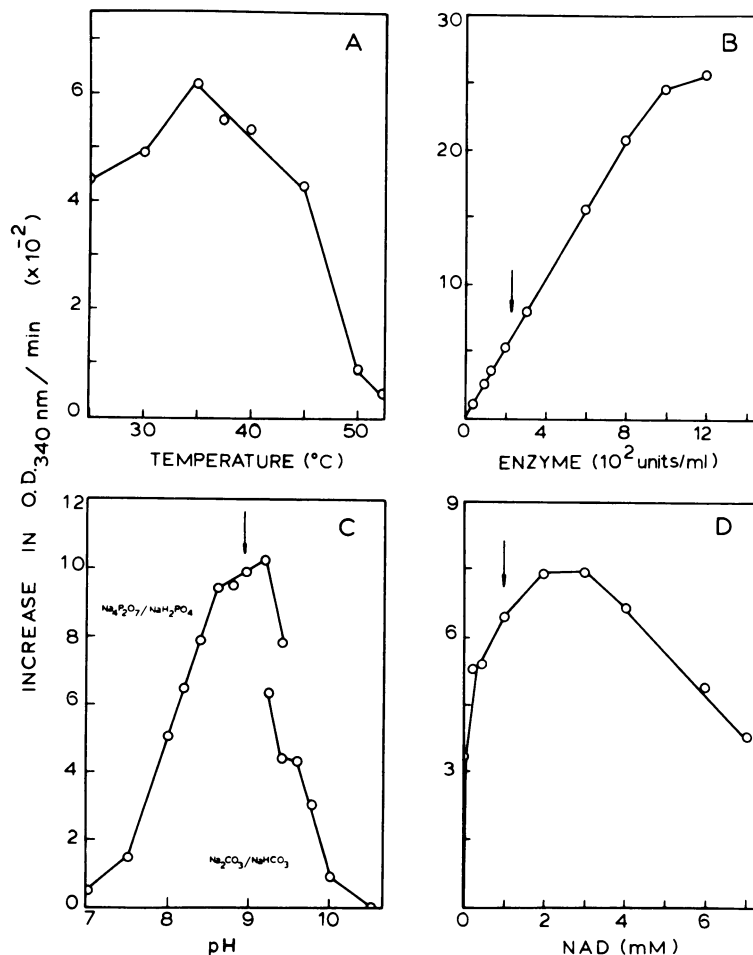 A
6
4
2
0
30
40
50
TEMPERATURE (°C)
B
30
20
10
0
4
8
12
ENZYME (10² units/ml)
INCREASE IN O.D.340 nm / min (x 10⁻²)
C
12
10
8
6
4
2
0
Na₄P₂O₇/NaH₂PO₄
Na₂CO₃/NaHCO₃
7
8
9
10
pH
D
9
6
3
0
2
4
6
NAD (mM)